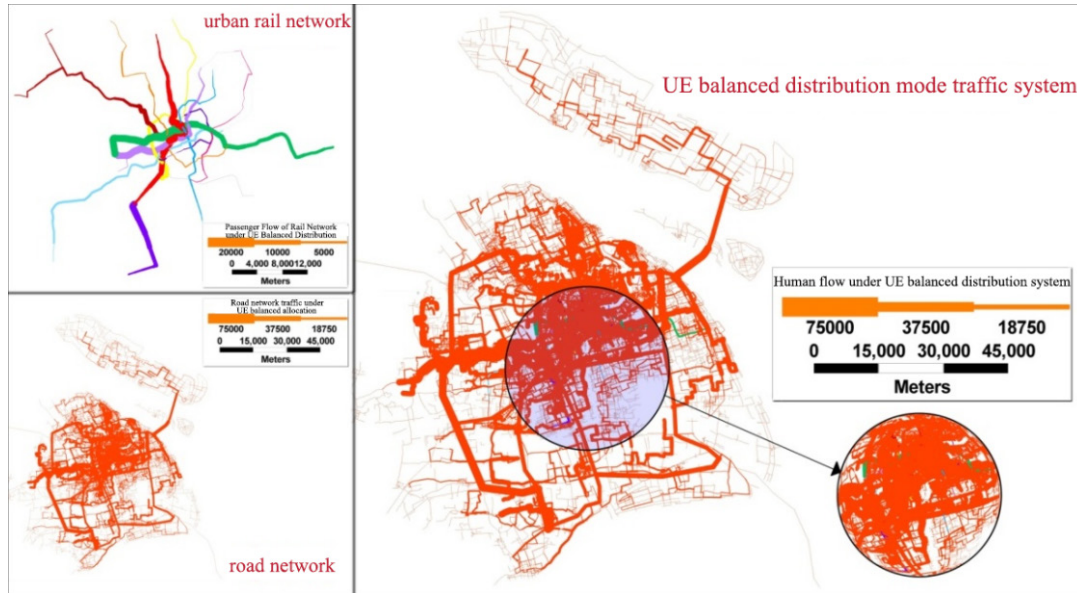 urban rail network
Passenger Flow of Rail Network
under UE Balanced Distribution
20000 10000 5000
0 4,000 8,00012,000
Meters
Road network traffic under
UE balanced allocation
75000 37500 18750
0 15,000 30,000 45,000
Meters
road network
UE balanced distribution mode traffic system
Human flow under UE balanced distribution system
75000 37500 18750
0 15,000 30,000 45,000
Meters